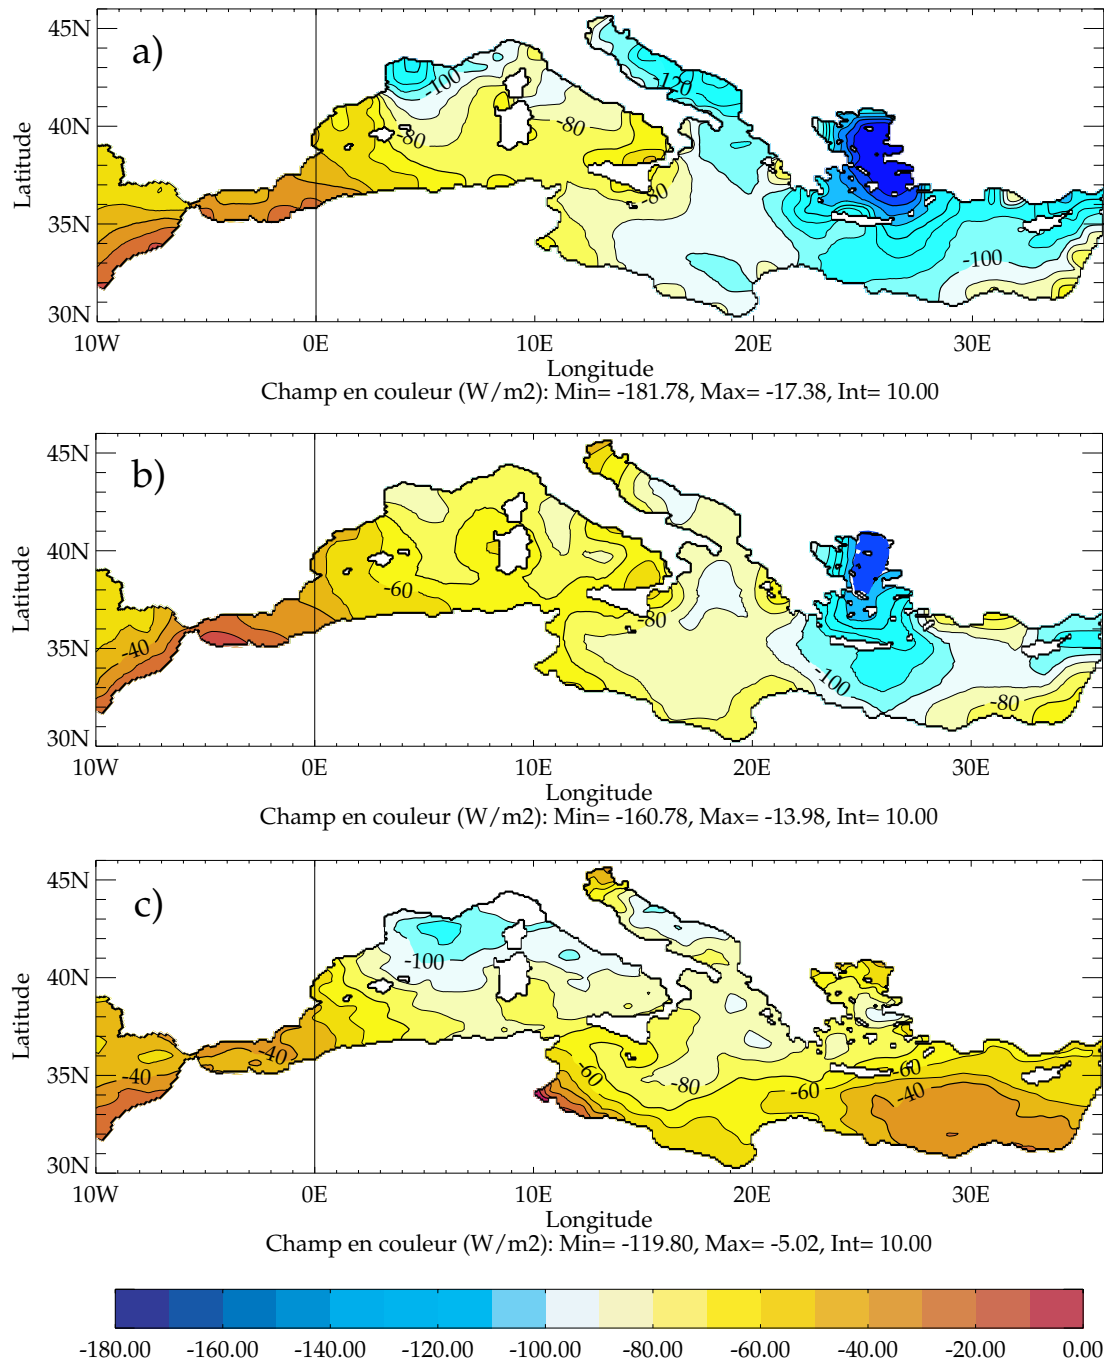 45N
a)
-100
-120
40N
-80
-80
Latitude
-80
35N
-100
30N
10W 0E 10E 20E 30E
Longitude
Champ en couleur (W/m2): Min= -181.78, Max= -17.38, Int= 10.00
45N
b)
40N
-60
Latitude
-80
35N
-40
-100
-80
30N
10W 0E 10E 20E 30E
Longitude
Champ en couleur (W/m2): Min= -160.78, Max= -13.98, Int= 10.00
45N
c)
-100
40N
Latitude
-40
-60
-60
35N
-40
-80
-60
-40
30N
10W 0E 10E 20E 30E
Longitude
Champ en couleur (W/m2): Min= -119.80, Max= -5.02, Int= 10.00
-180.00 -160.00 -140.00 -120.00 -100.00 -80.00 -60.00 -40.00 -20.00 0.00